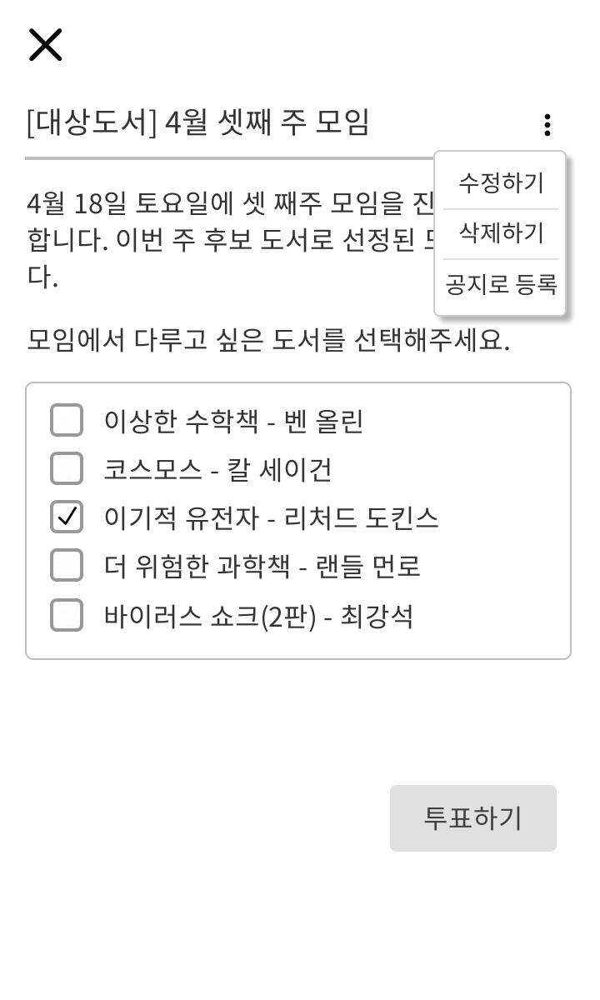 [대상도서] 4월 셋째 주 모임
수정하기
삭제하기
공지로 등록
4월 18일 토요일에 셋 째주 모임을 진
합니다. 이번 주 후보 도서로 선정된
다.
모임에서 다루고 싶은 도서를 선택해주세요.
이상한 수학책 - 벤 올린
코스모스 - 칼 세이건
이기적 유전자 - 리처드 도킨스
더 위험한 과학책 - 랜들 먼로
바이러스 쇼크(2판) - 최강석
투표하기